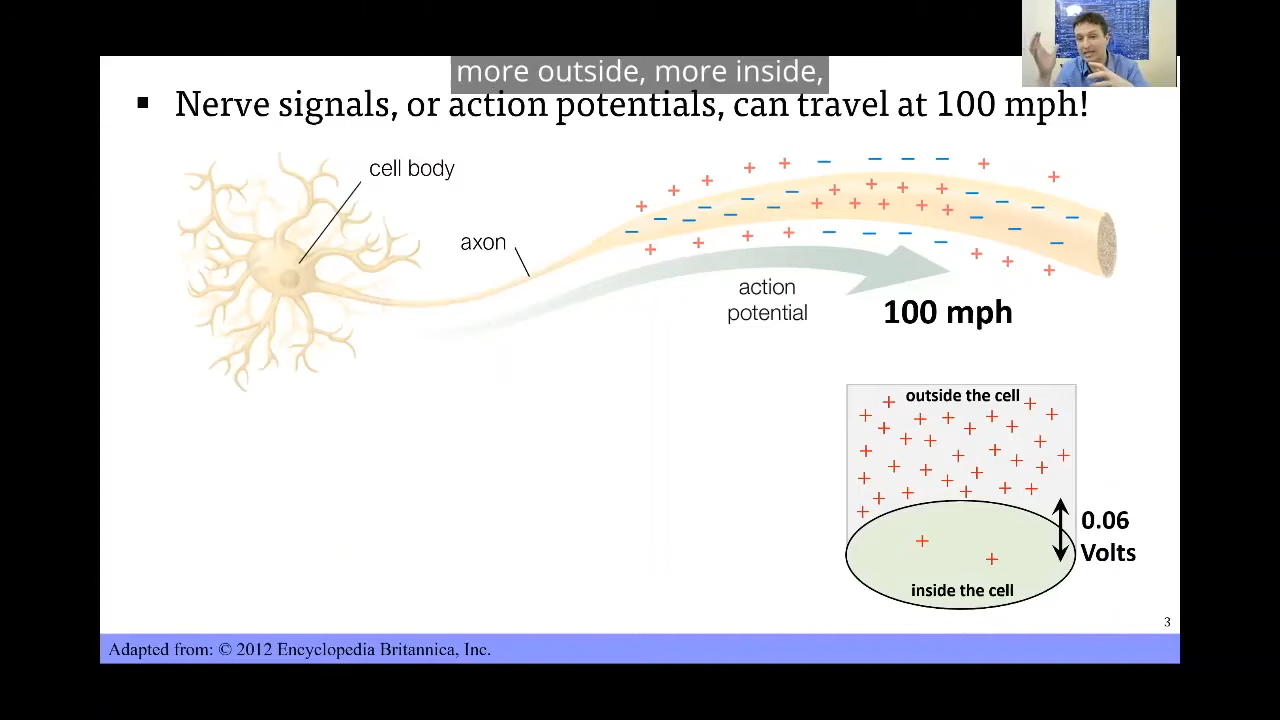 more outside, more inside,
▪ Nerve signals, or action potentials, can travel at 100 mph!
cell body
axon
action
potential
100 mph
outside the cell
0.06
Volts
inside the cell
3
Adapted from: © 2012 Encyclopedia Britannica, Inc.